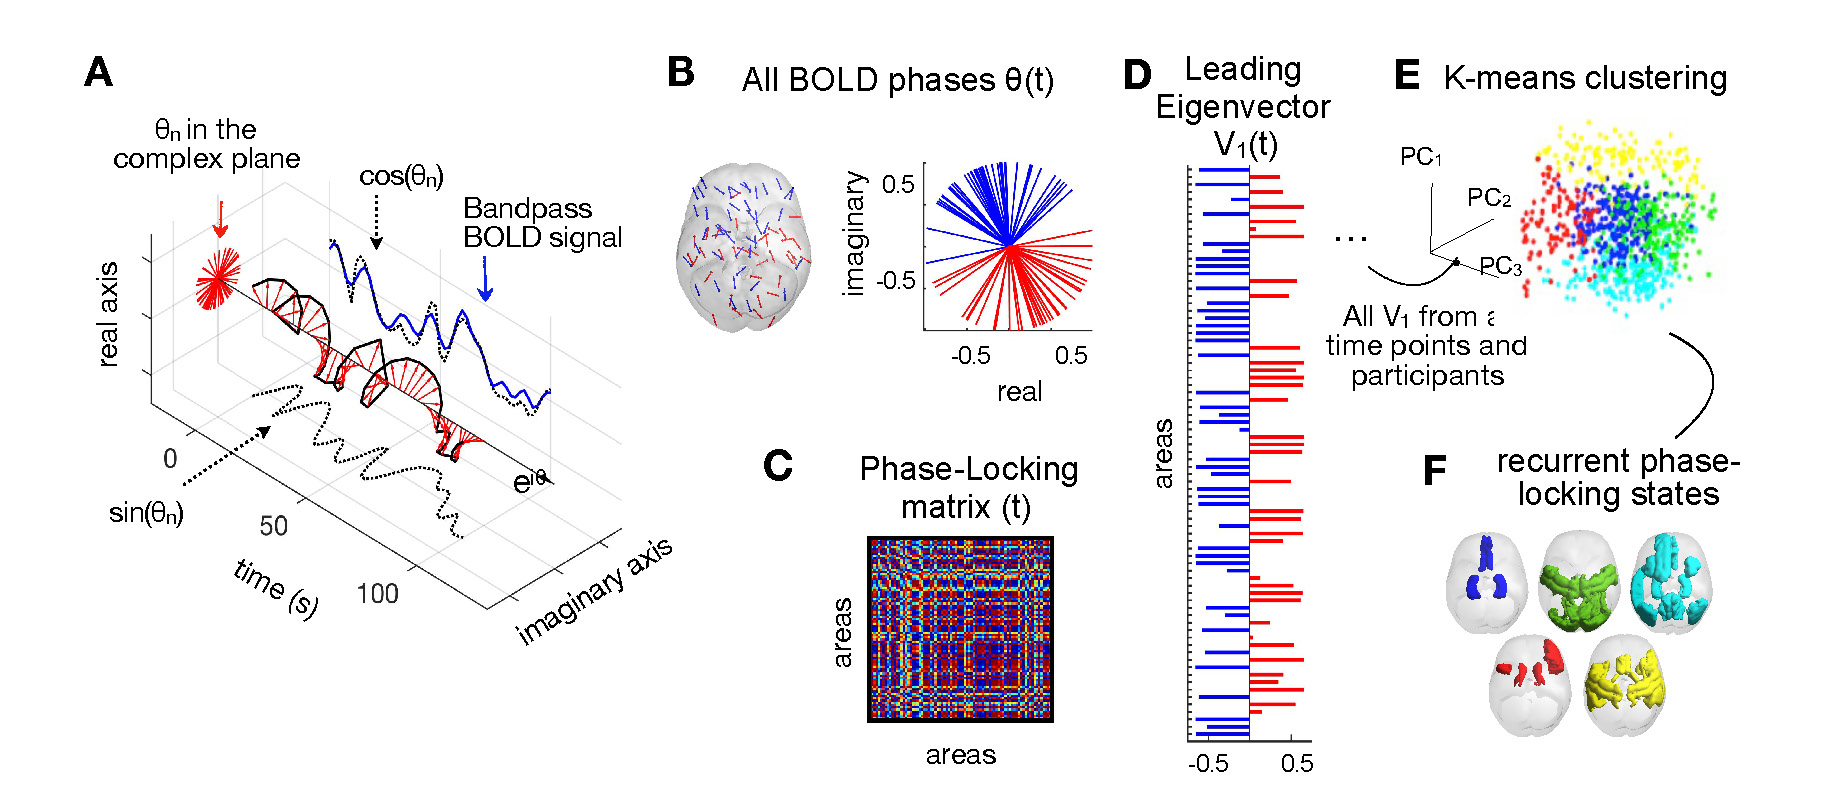 A
θn in the
complex plane
cos(θn)
Bandpass
BOLD signal
real axis
sin(θn)
0
50
100
time (s)
imaginary axis
e^iθ
B
All BOLD phases θ(t)
imaginary
0.5
-0.5
-0.5
0.5
real
C
Phase-Locking
matrix (t)
areas
areas
D
Leading
Eigenvector
V1(t)
areas
-0.5
0.5
...
E
K-means clustering
PC1
PC2
PC3
All V1 from
time points and
participants
F
recurrent phase-
locking states